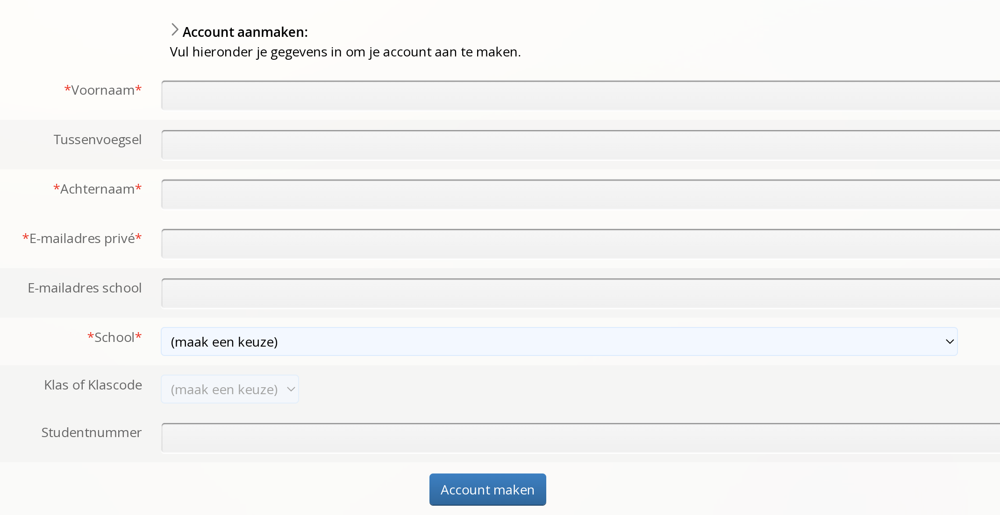 Account aanmaken:
Vul hieronder je gegevens in om je account aan te maken.
*Voornaam*
Tussenvoegsel
*Achternaam*
*E-mailadres privé*
E-mailadres school
*School*
(maak een keuze)
Klas of Klascode
(maak een keuze)
Studentnummer
Account maken